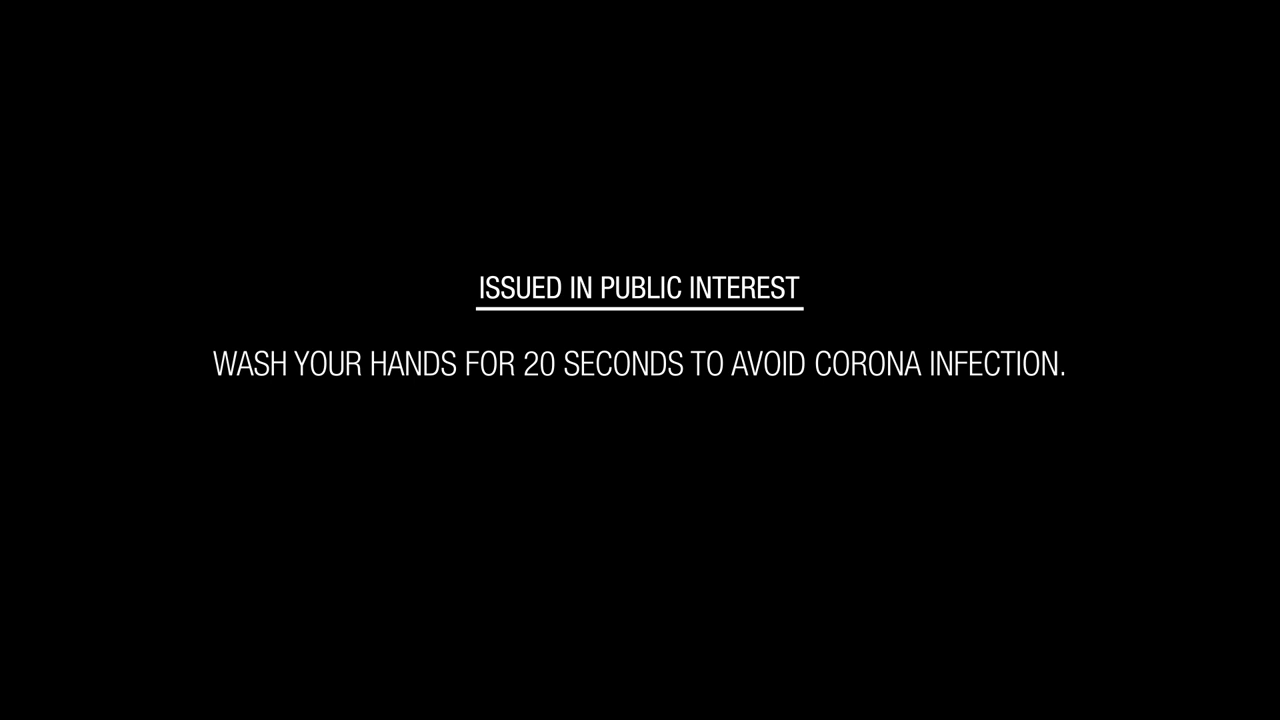 ISSUED IN PUBLIC INTEREST
WASH YOUR HANDS FOR 20 SECONDS TO AVOID CORONA INFECTION.